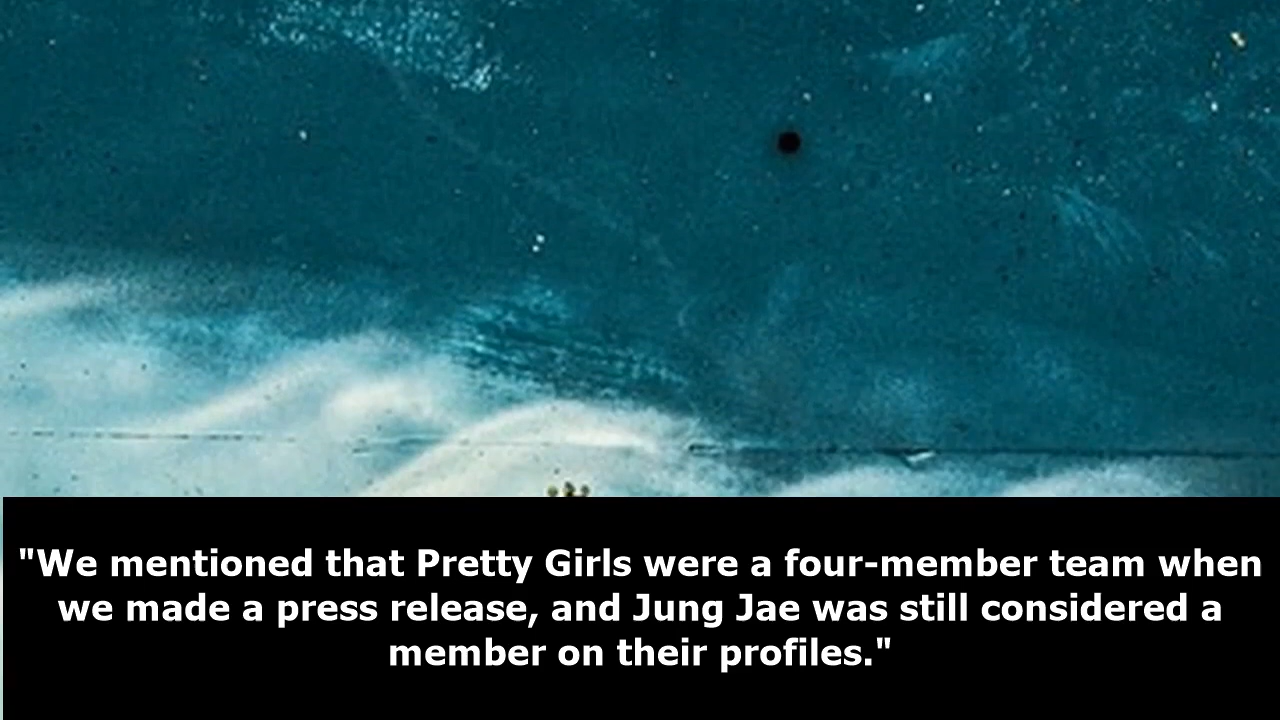 "We mentioned that Pretty Girls were a four-member team when
we made a press release, and Jung Jae was still considered a
member on their profiles."